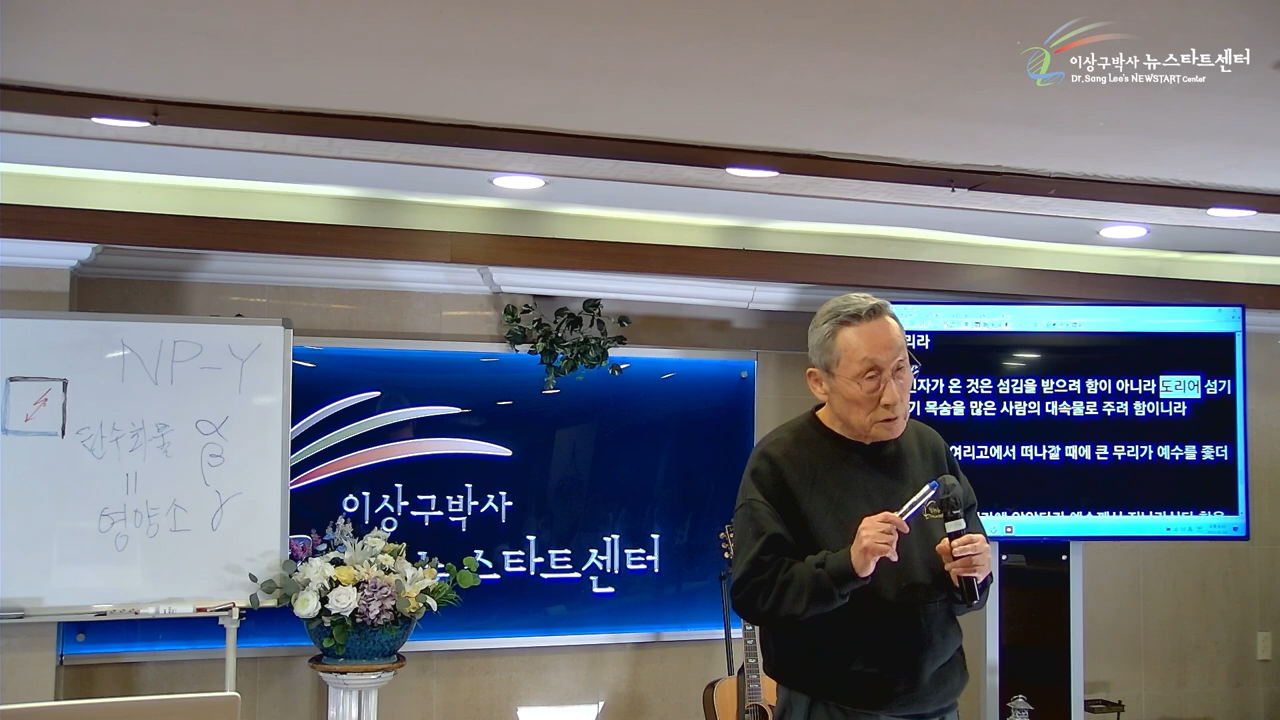 이상구박사 뉴스타트센터
Dr. Sang Lee's NEWSTART Center
NP-Y
탄수화물 α
β
=
영양소 γ
이상구박사
뉴스타트센터
리라
인자가 온 것은 섬김을 받으려 함이 아니라 도리어 섬기
기 목숨을 많은 사람의 대속물로 주려 함이니라
여리고에서 떠나갈 때에 큰 무리가 예수를 좇더